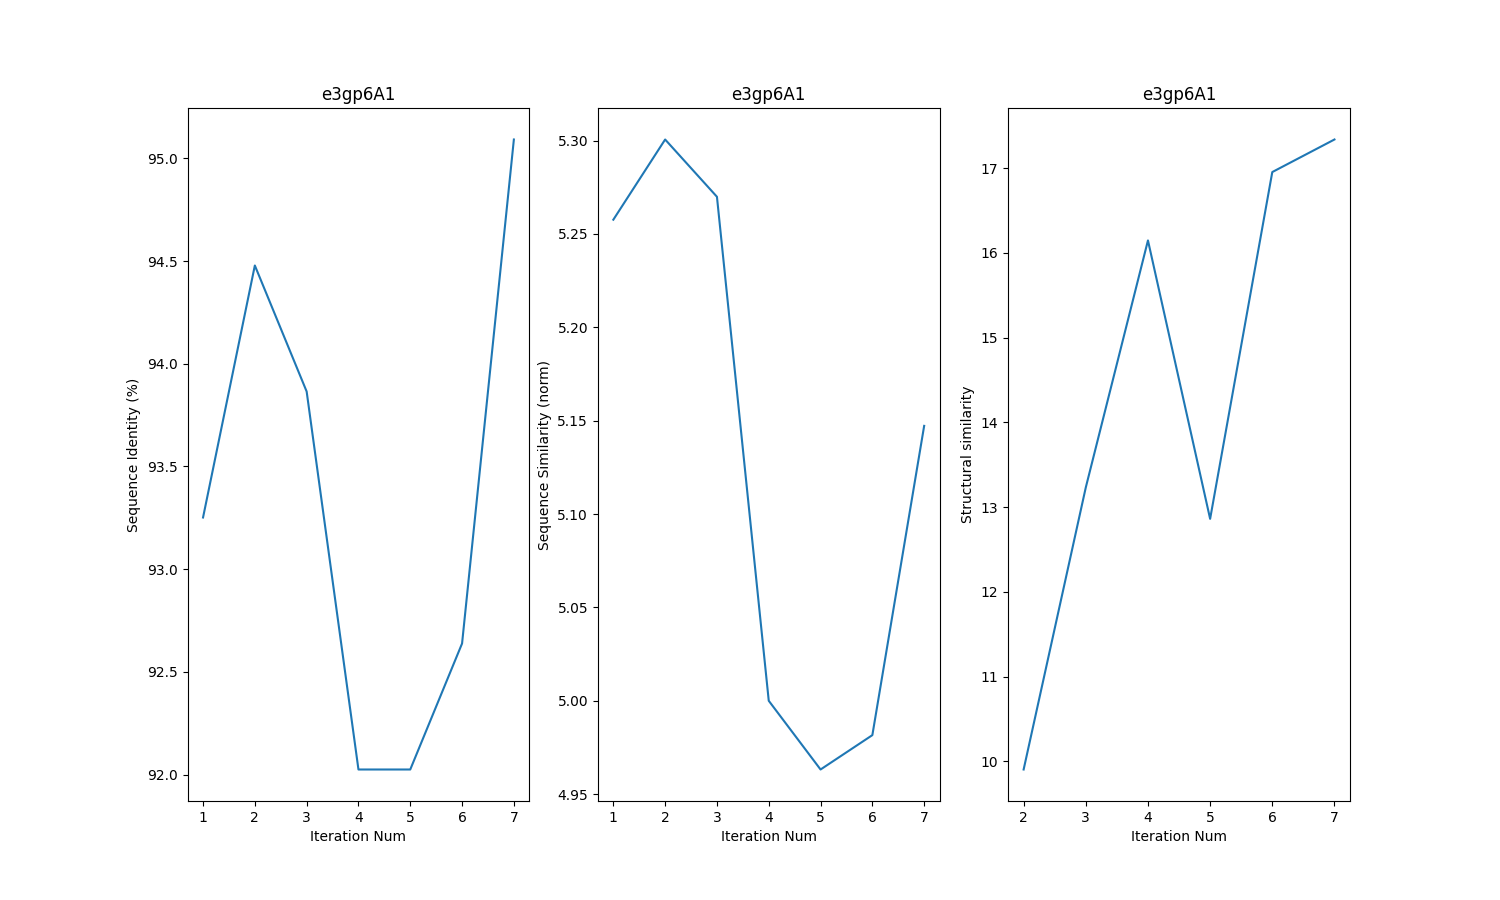 e3gp6A1
95.0
94.5
94.0
93.5
93.0
92.5
92.0
Sequence Identity (%)
1 2 3 4 5 6 7
Iteration Num
e3gp6A1
5.30
5.25
5.20
5.15
5.10
5.05
5.00
4.95
Sequence Similarity (norm)
1 2 3 4 5 6 7
Iteration Num
e3gp6A1
17
16
15
14
13
12
11
10
Structural similarity
2 3 4 5 6 7
Iteration Num